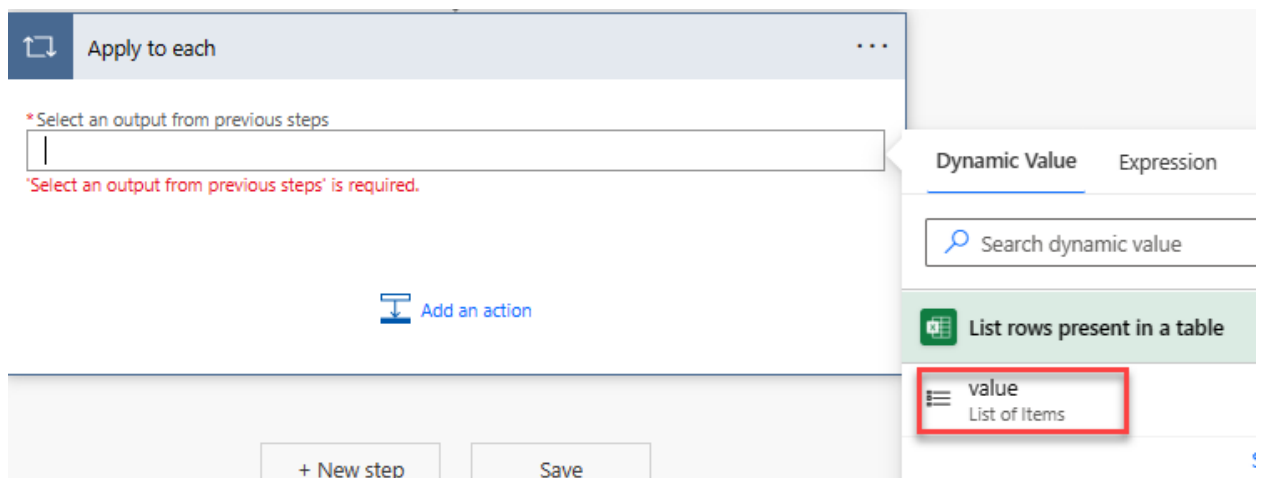 Apply to each
...
*Select an output from previous steps
'Select an output from previous steps' is required.
Add an action
+ New step
Save
Dynamic Value
Expression
Search dynamic value
List rows present in a table
value
List of Items